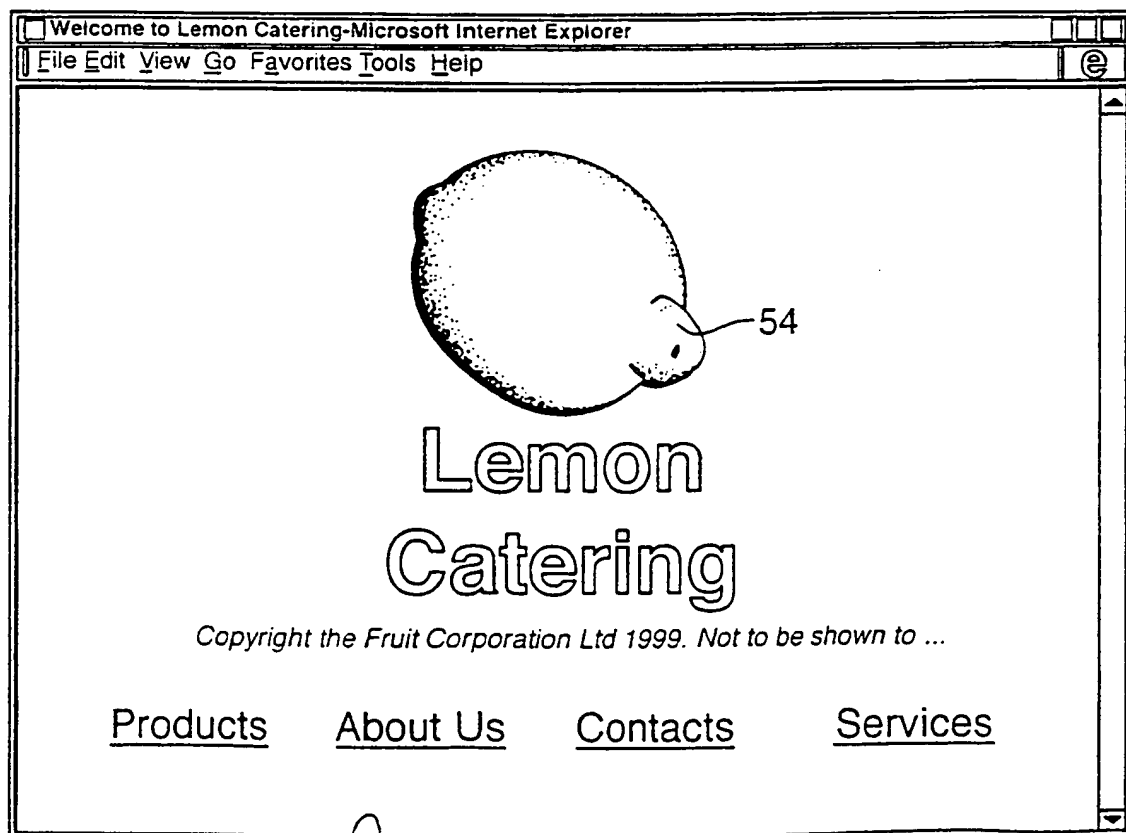 Welcome to Lemon Catering-Microsoft Internet Explorer
File Edit View Go Favorites Tools Help
e
54
Lemon
Catering
Copyright the Fruit Corporation Ltd 1999. Not to be shown to ...
Products About Us Contacts Services